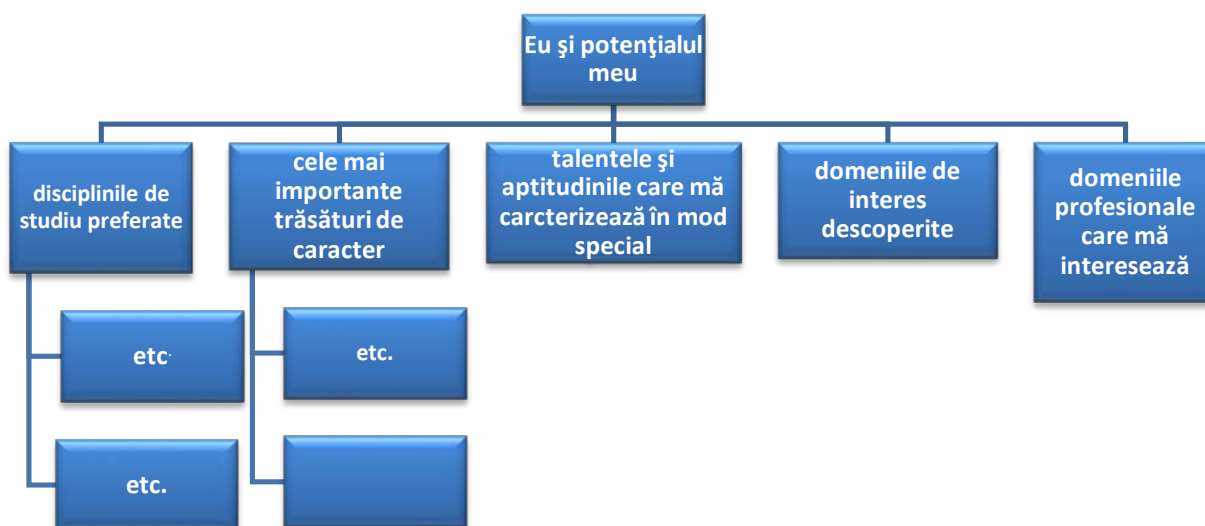 Eu şi potenţialul
meu
disciplinile de
studiu preferate
cele mai
importante
trăsături de
caracter
talentele şi
aptitudinile care mă
carcterizează în mod
special
domeniile de
interes
descoperite
domeniile
profesionale
care mă
interesează
etc.
etc.
etc.